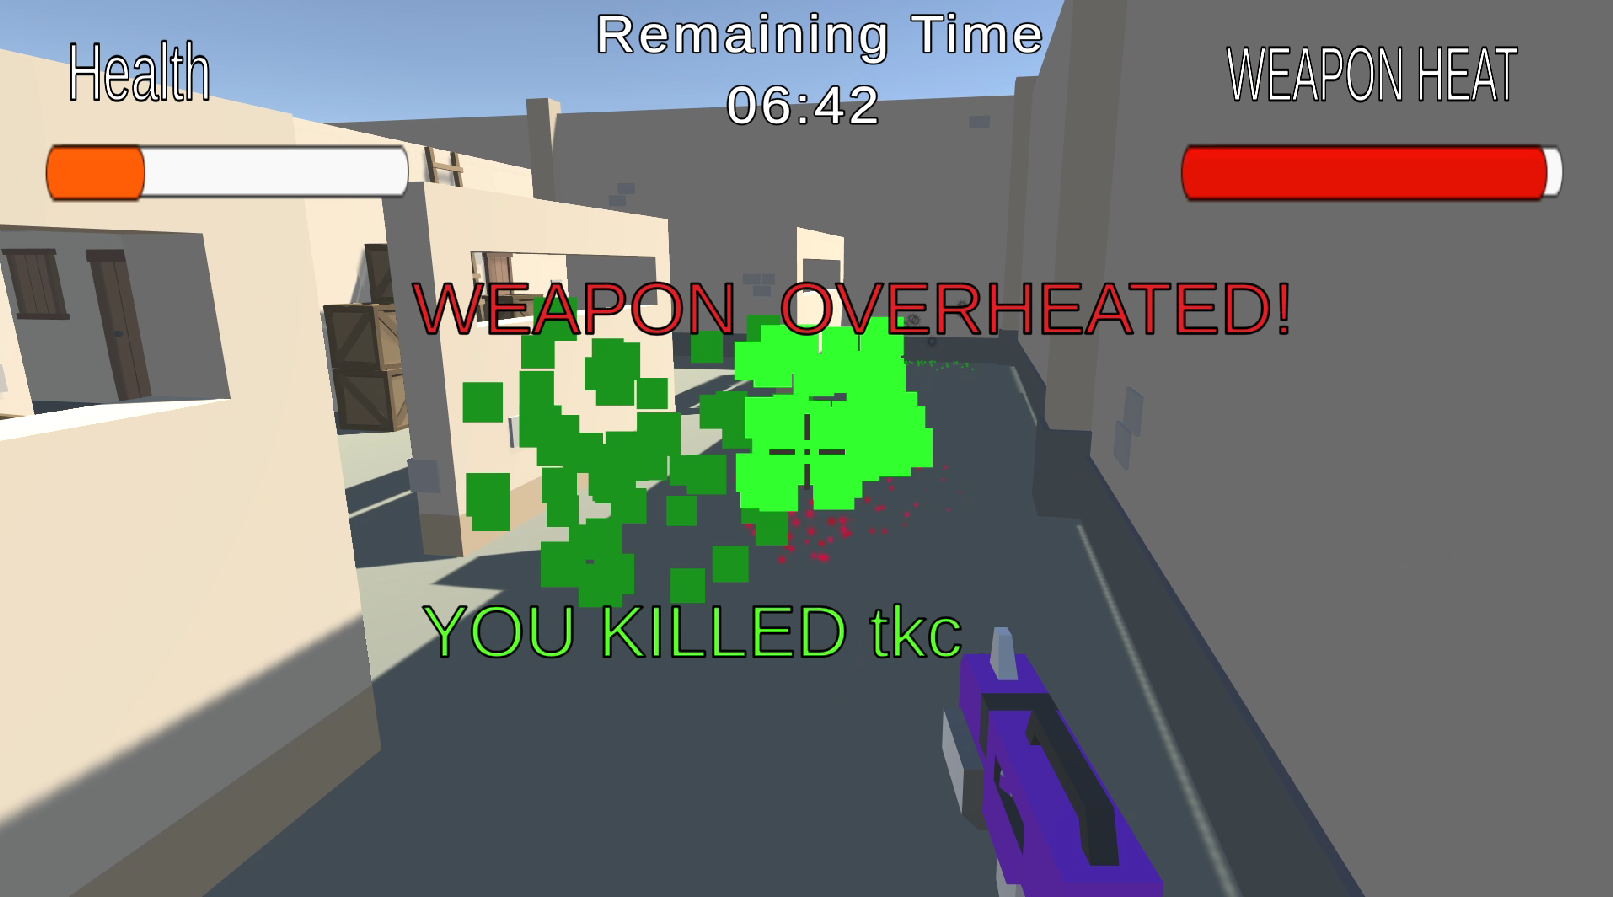 Remaining Time
06:42
Health
WEAPON HEAT
WEAPON OVERHEATED!
YOU KILLED tkc